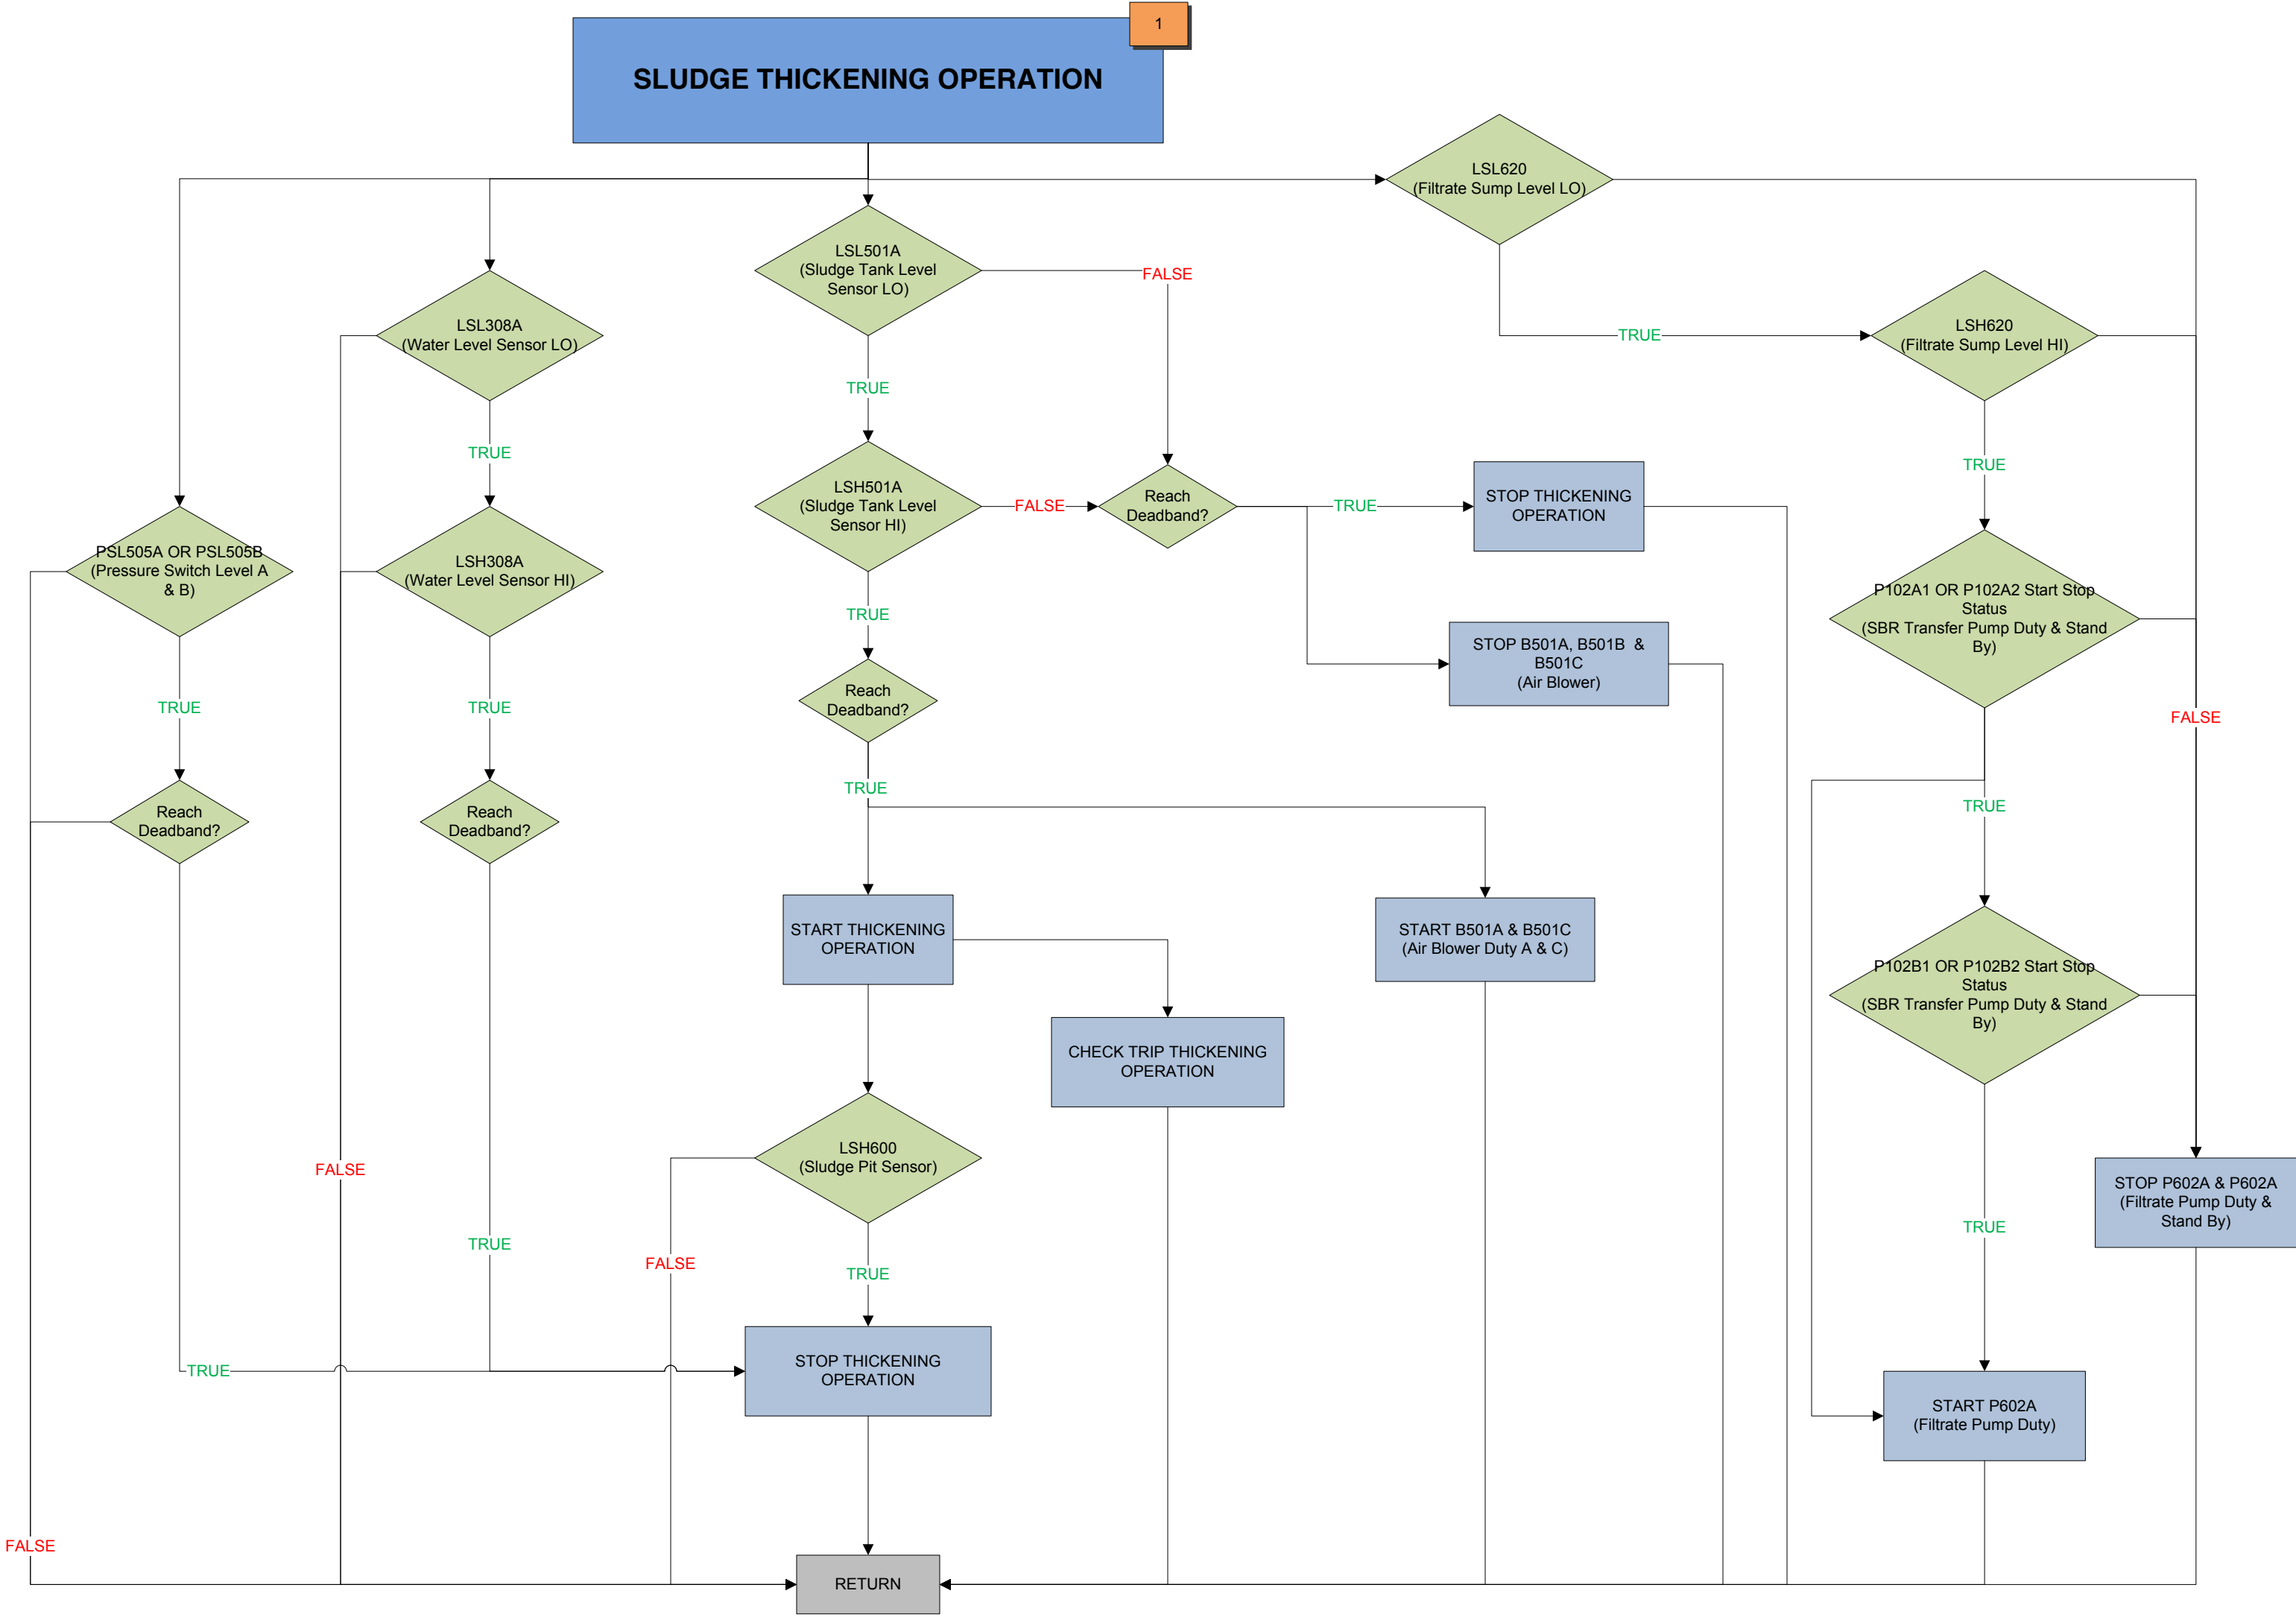 1
SLUDGE THICKENING OPERATION
LSL620
(Filtrate Sump Level LO)
LSL501A
(Sludge Tank Level
Sensor LO)
FALSE
LSL308A
(Water Level Sensor LO)
TRUE
LSH620
(Filtrate Sump Level HI)
TRUE
TRUE
TRUE
LSH501A
(Sludge Tank Level
Sensor HI)
FALSE
Reach
Deadband?
TRUE
STOP THICKENING
OPERATION
PSL505A OR PSL505B
(Pressure Switch Level A
& B)
LSH308A
(Water Level Sensor HI)
TRUE
P102A1 OR P102A2 Start Stop
Status
(SBR Transfer Pump Duty & Stand
By)
STOP B501A, B501B &
B501C
(Air Blower)
Reach
Deadband?
TRUE
TRUE
FALSE
TRUE
Reach
Deadband?
Reach
Deadband?
TRUE
START THICKENING
OPERATION
START B501A & B501C
(Air Blower Duty A & C)
P102B1 OR P102B2 Start Stop
Status
(SBR Transfer Pump Duty & Stand
By)
CHECK TRIP THICKENING
OPERATION
LSH600
(Sludge Pit Sensor)
FALSE
STOP P602A & P602A
(Filtrate Pump Duty &
Stand By)
TRUE
TRUE
FALSE
TRUE
TRUE
STOP THICKENING
OPERATION
START P602A
(Filtrate Pump Duty)
FALSE
RETURN